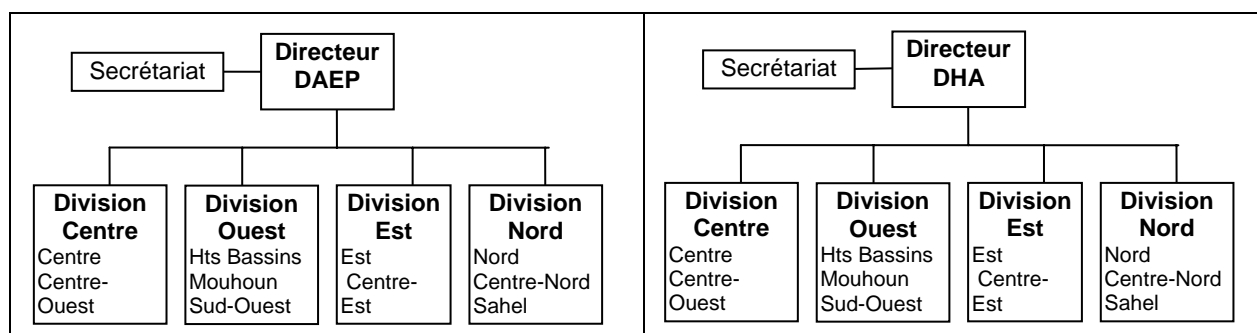 Secrétariat
Directeur
DAEP
Division
Centre
Centre
Centre-
Ouest
Division
Ouest
Hts Bassins
Mouhoun
Sud-Ouest
Division
Est
Est
Centre-
Est
Division
Nord
Nord
Centre-Nord
Sahel
Secrétariat
Directeur
DHA
Division
Centre
Centre
Centre-
Ouest
Division
Ouest
Hts Bassins
Mouhoun
Sud-Ouest
Division
Est
Est
Centre-
Est
Division
Nord
Nord
Centre-Nord
Sahel